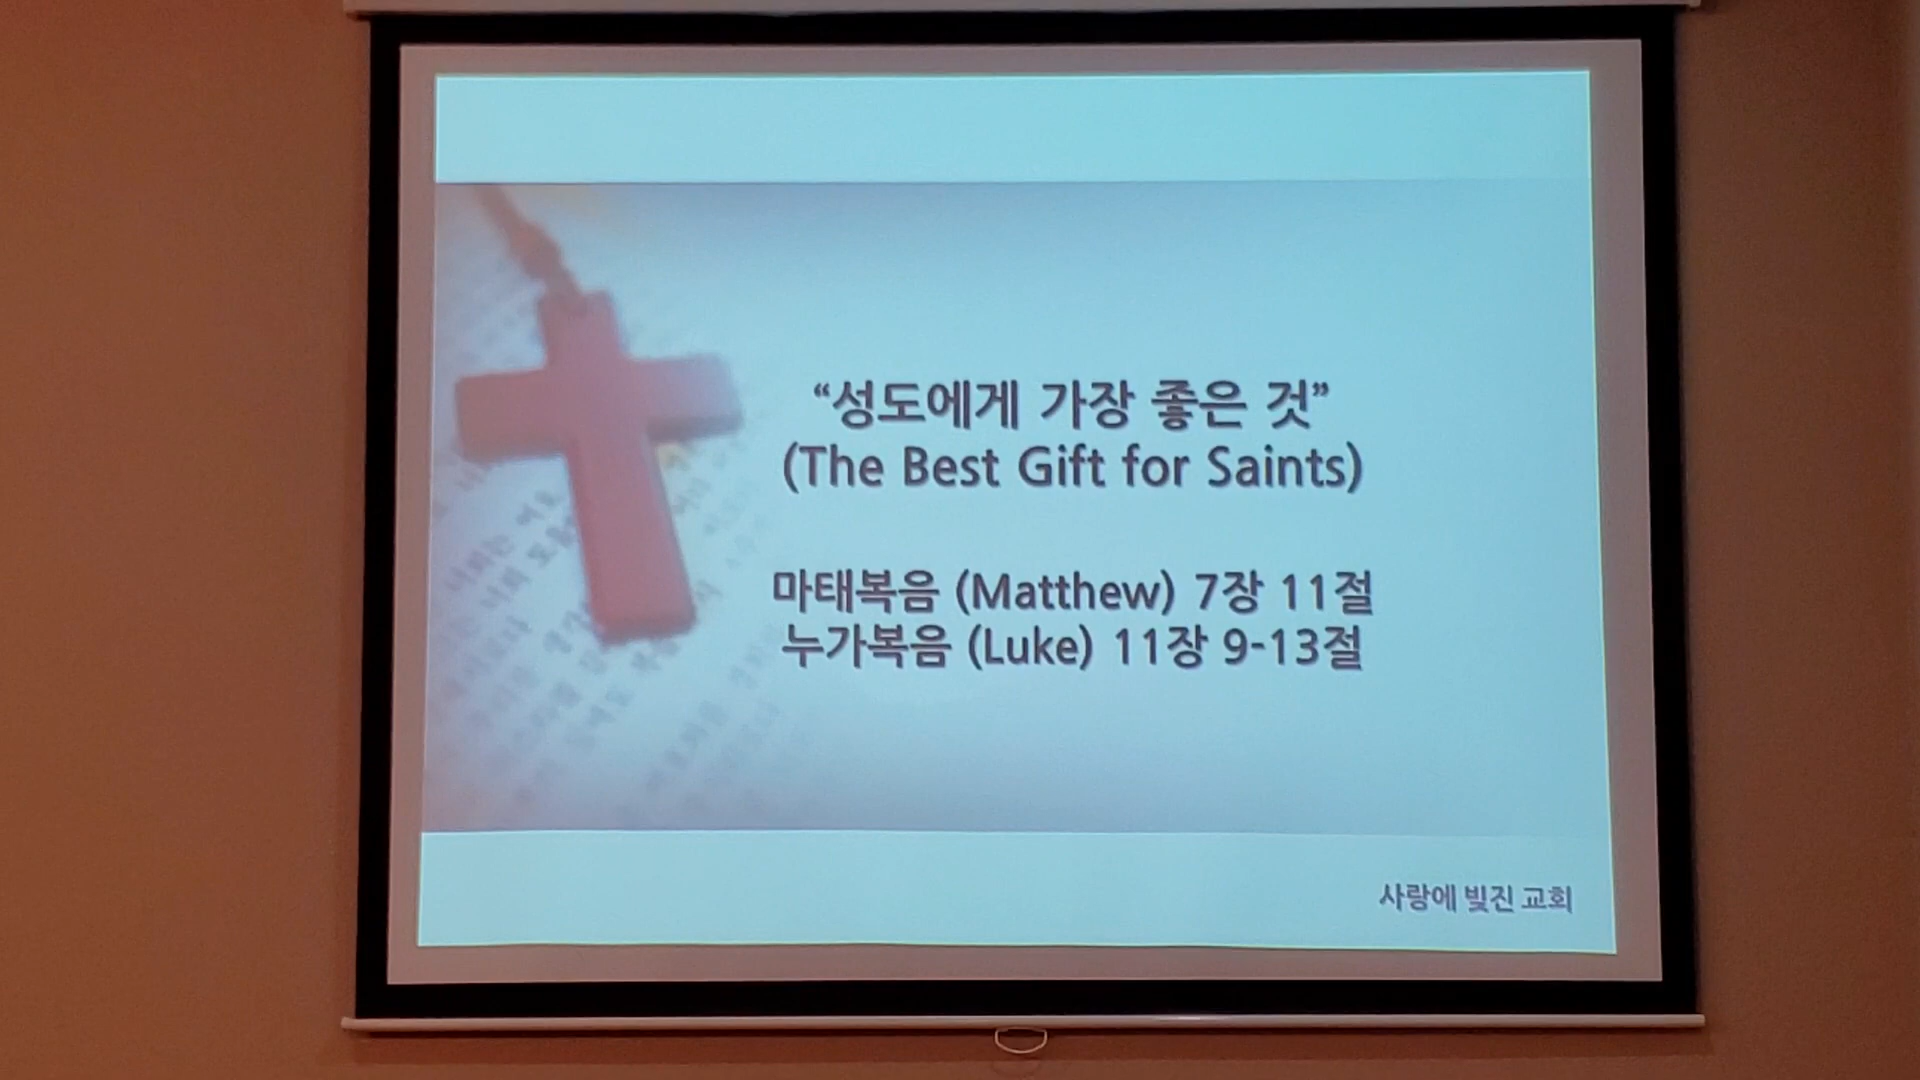 “성도에게 가장 좋은 것”
(The Best Gift for Saints)
마태복음 (Matthew) 7장 11절
누가복음 (Luke) 11장 9-13절
사랑에 빚진 교회